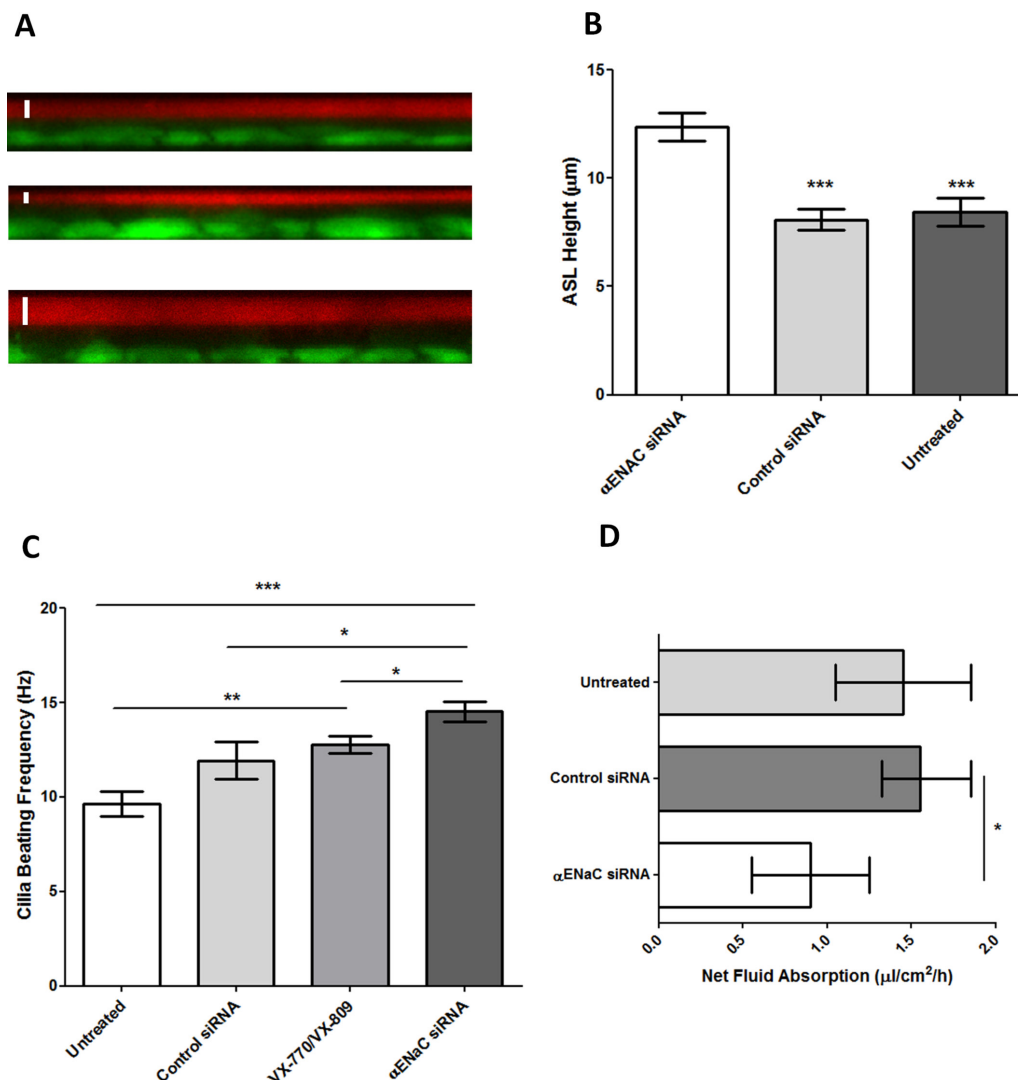 A
B
15
10
5
0
ASL Height (μm)
***
***
αENAC siRNA
Control siRNA
Untreated
C
20
15
10
5
0
Cilia Beating Frequency (Hz)
***
*
*
**
Untreated
Control siRNA
VX-770/VX-809
αENaC siRNA
D
Untreated
Control siRNA
αENaC siRNA
*
0.0
0.5
1.0
1.5
2.0
Net Fluid Absorption (μl/cm²/h)